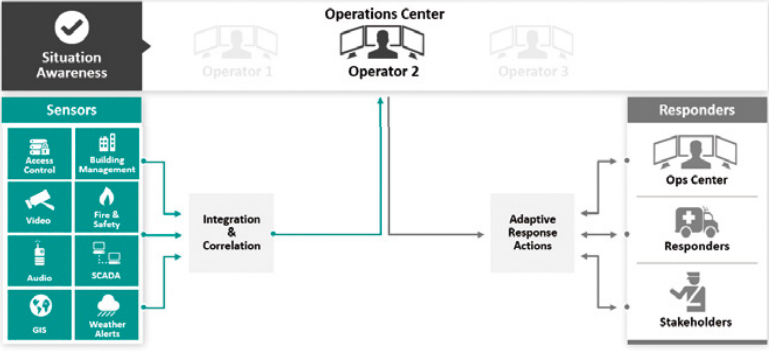 Operations Center
Situation
Awareness
Operator 1
Operator 2
Operator 3
Sensors
Access
Control
Building
Management
Video
Fire &
Safety
Audio
SCADA
GIS
Weather
Alerts
Integration
&
Correlation
Adaptive
Response
Actions
Responders
Ops Center
Responders
Stakeholders